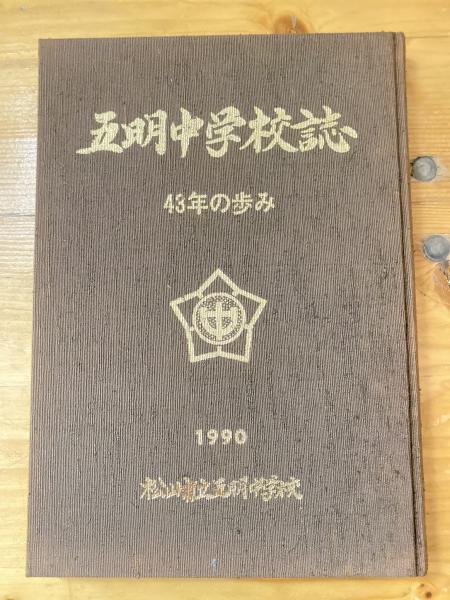 五明中学校誌
43年の歩み
中
1990
松山市立五明中学校